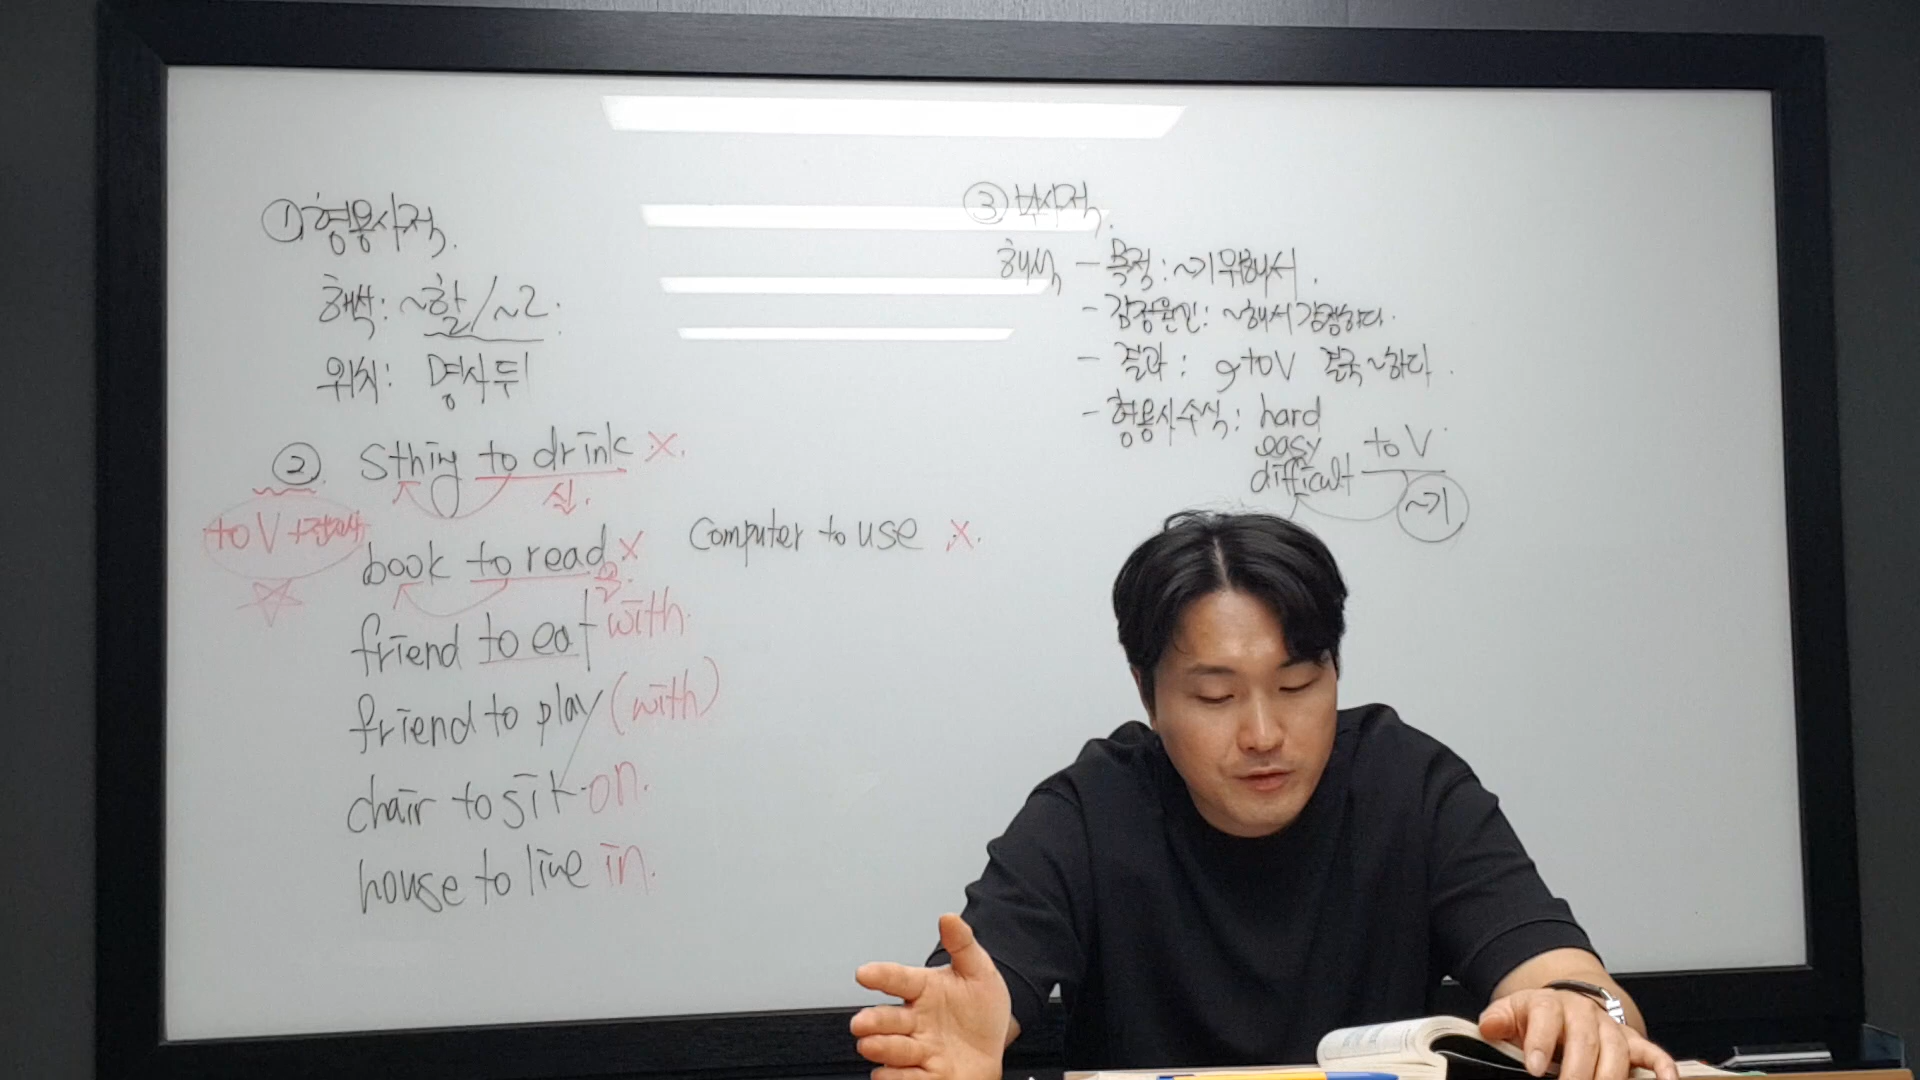 ① 형용사적.
해석: ~할/~ㄹ.
위치: 명사 뒤
② sthing to drink X.
to V + 전치사
book to read X
friend to eat with.
friend to play (with)
chair to sit on.
house to live in.
computer to use X.
③ 부사적.
해석 - 목적: ~기 위해서.
- 감정원인: ~해서 감정하다.
- 결과: to V 결국 ~하다.
- 형용사수식: hard
easy to V
difficult
~기